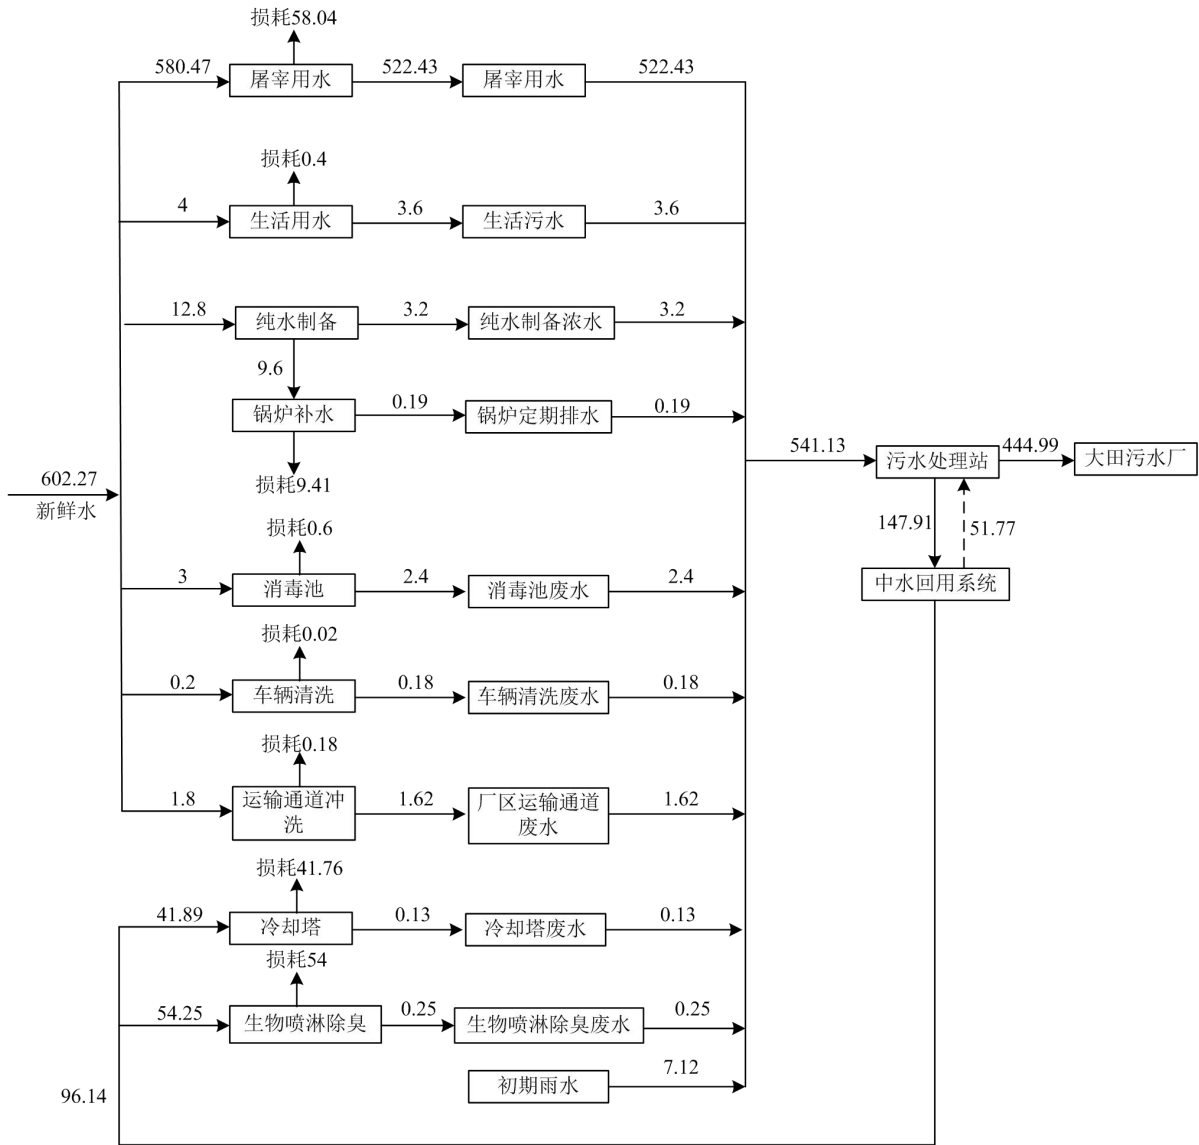 损耗58.04
580.47
屠宰用水
522.43
屠宰用水
522.43
损耗0.4
4
生活用水
3.6
生活污水
3.6
12.8
纯水制备
3.2
纯水制备浓水
3.2
9.6
锅炉补水
0.19
锅炉定期排水
0.19
损耗9.41
602.27
新鲜水
541.13
污水处理站
444.99
大田污水厂
147.91
51.77
中水回用系统
损耗0.6
3
消毒池
2.4
消毒池废水
2.4
损耗0.02
0.2
车辆清洗
0.18
车辆清洗废水
0.18
损耗0.18
1.8
运输通道冲
洗
1.62
厂区运输通道
废水
1.62
损耗41.76
41.89
冷却塔
0.13
冷却塔废水
0.13
损耗54
54.25
生物喷淋除臭
0.25
生物喷淋除臭废水
0.25
初期雨水
7.12
96.14